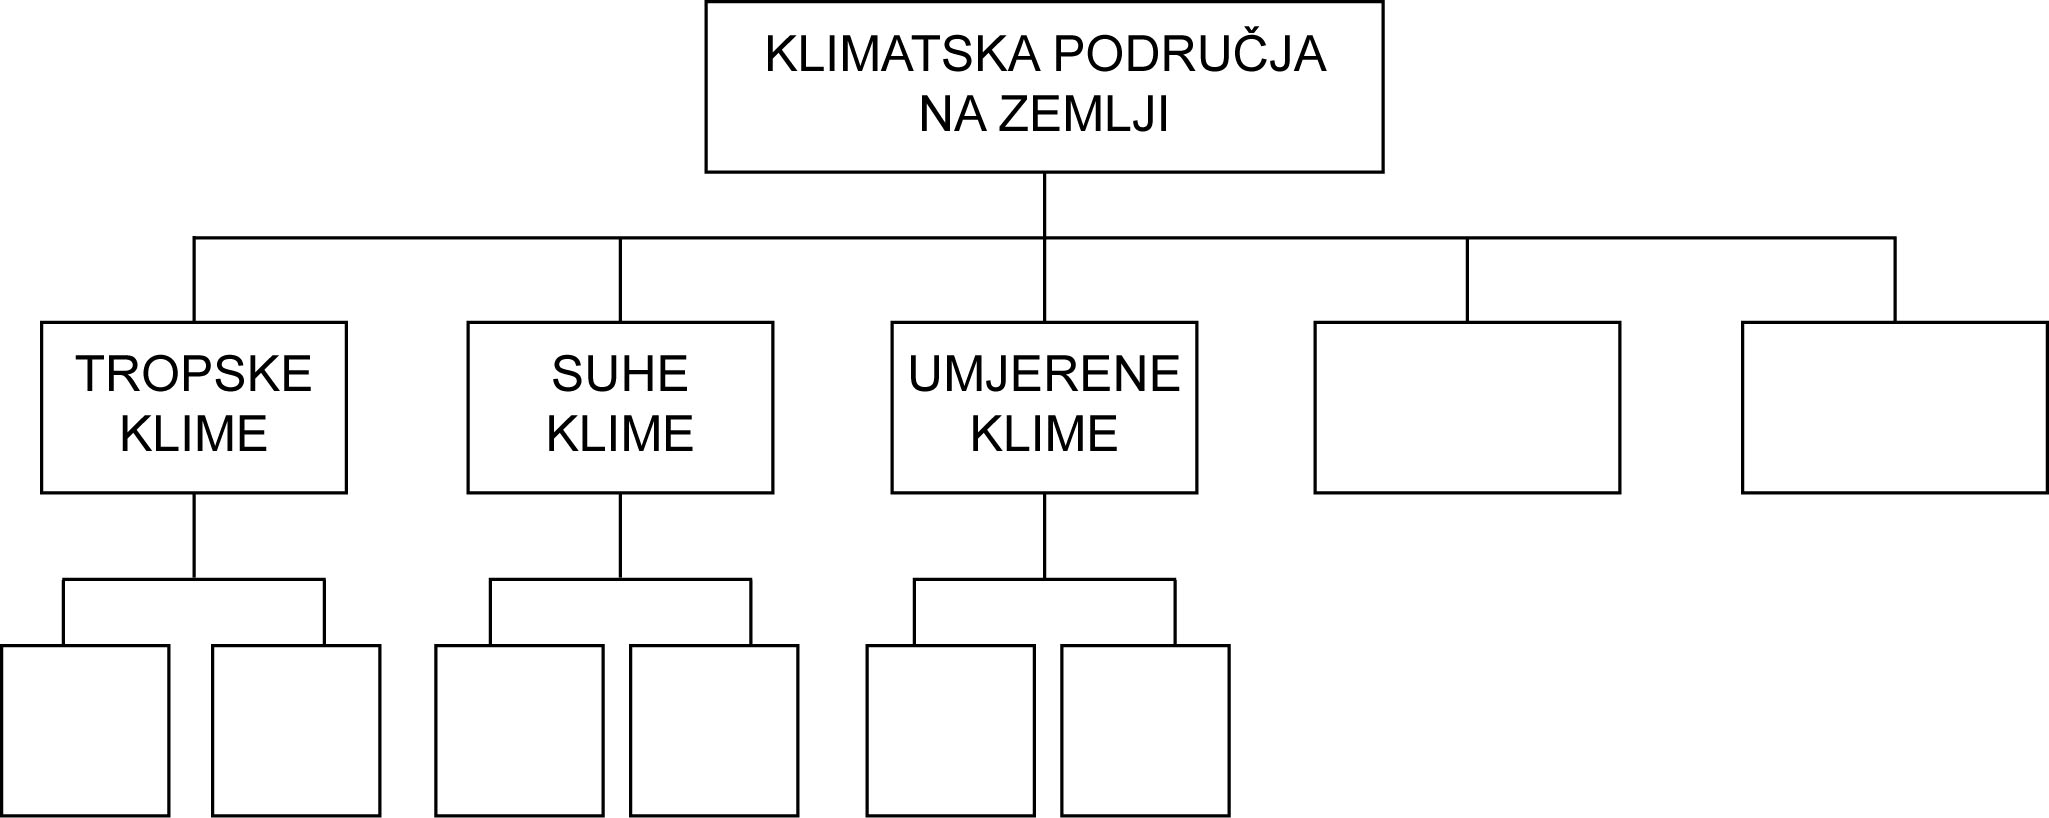 KLIMATSKA PODRUČJA
NA ZEMLJI
TROPSKE
KLIME
SUHE
KLIME
UMJERENE
KLIME